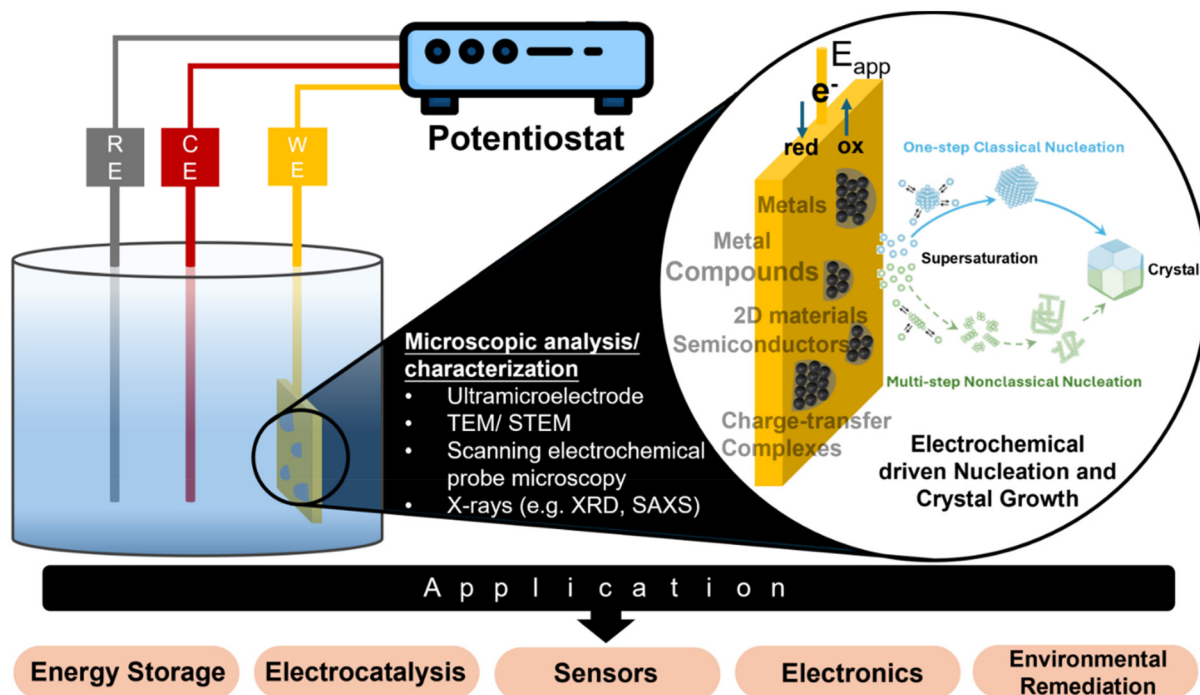 Potentiostat
R
E
C
E
W
E
Microscopic analysis/
characterization
• Ultramicroelectrode
• TEM/ STEM
• Scanning electrochemical
probe microscopy
• X-rays (e.g. XRD, SAXS)
E_app
e⁻
red
ox
Metals
Metal
Compounds
2D materials
Semiconductors
Charge-transfer
Complexes
One-step Classical Nucleation
Supersaturation
Crystal
Multi-step Nonclassical Nucleation
Electrochemical
driven Nucleation and
Crystal Growth
Application
Energy Storage
Electrocatalysis
Sensors
Electronics
Environmental
Remediation